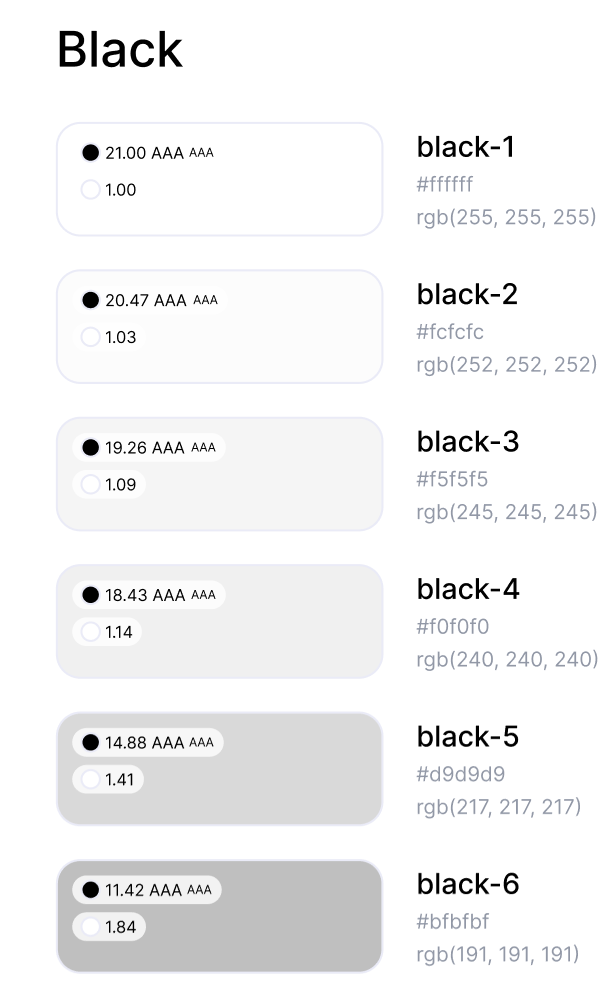 Black
21.00 AAA AAA
1.00
black-1
#ffffff
rgb(255, 255, 255)
20.47 AAA AAA
1.03
black-2
#fcfcfc
rgb(252, 252, 252)
19.26 AAA AAA
1.09
black-3
#f5f5f5
rgb(245, 245, 245)
18.43 AAA AAA
1.14
black-4
#f0f0f0
rgb(240, 240, 240)
14.88 AAA AAA
1.41
black-5
#d9d9d9
rgb(217, 217, 217)
11.42 AAA AAA
1.84
black-6
#bfbfbf
rgb(191, 191, 191)